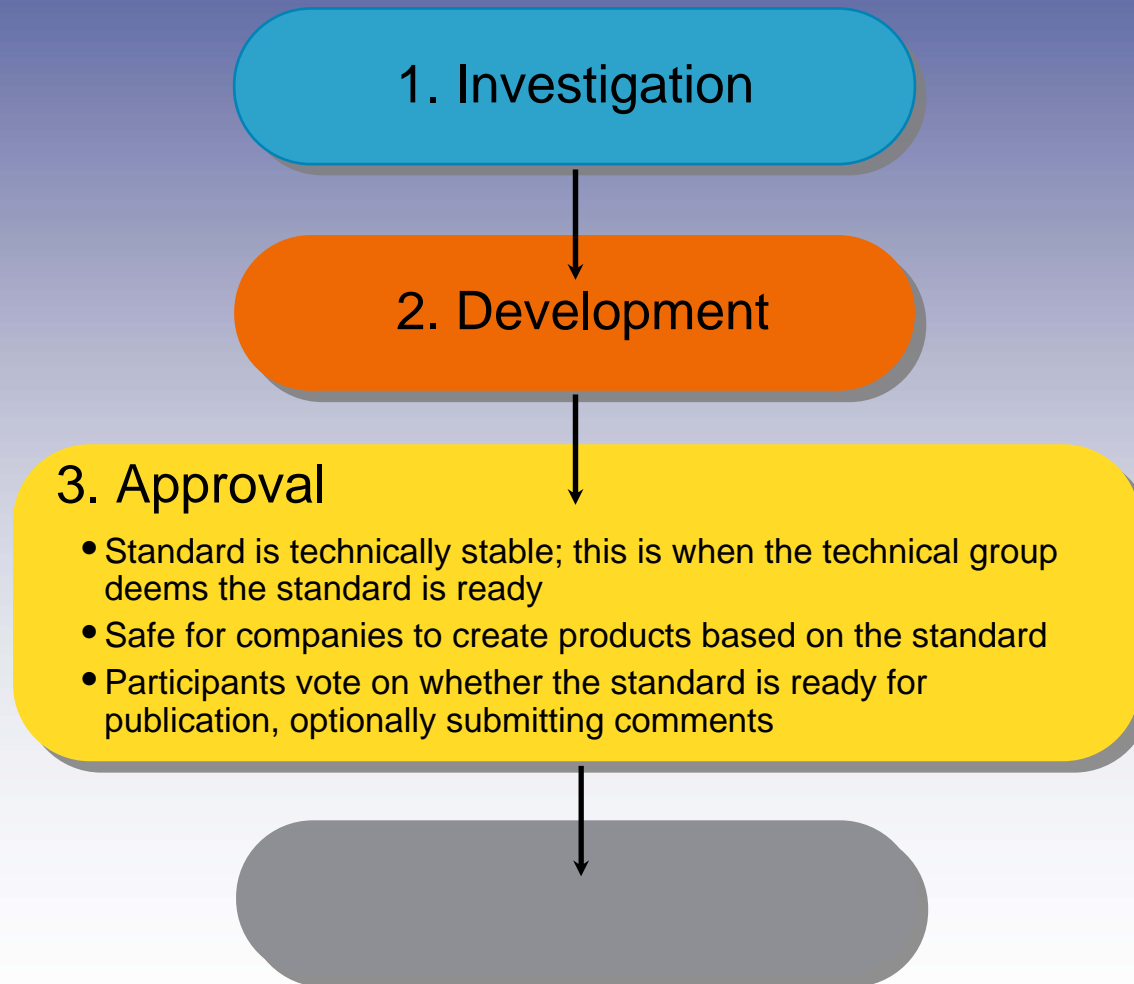 1. Investigation
2. Development
3. Approval
• Standard is technically stable; this is when the technical group
deems the standard is ready
• Safe for companies to create products based on the standard
• Participants vote on whether the standard is ready for
publication, optionally submitting comments